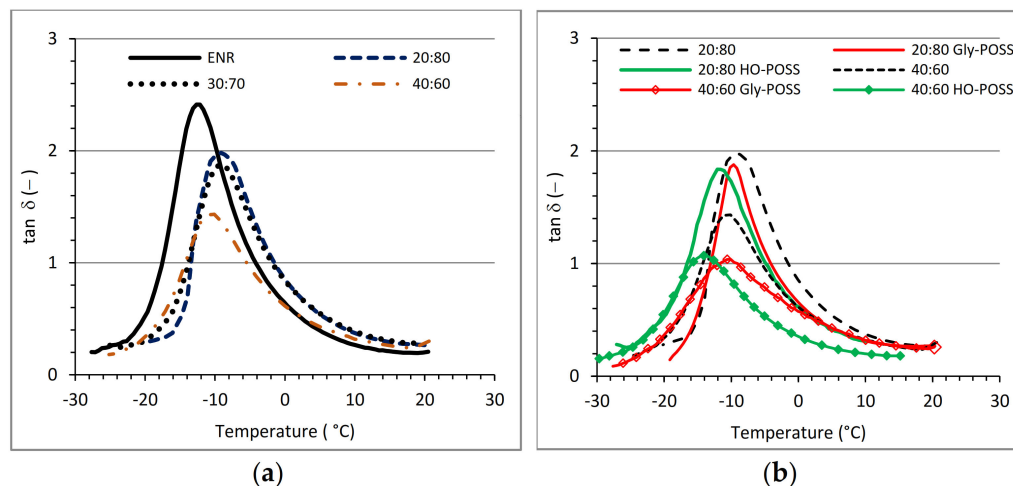 3
2
1
0
tan δ (–)
ENR
20:80
30:70
40:60
-30
-20
-10
0
10
20
30
Temperature ( °C)
(a)
3
2
1
0
tan δ (–)
20:80
20:80 Gly-POSS
20:80 HO-POSS
40:60
40:60 Gly-POSS
40:60 HO-POSS
-30
-20
-10
0
10
20
30
Temperature (°C)
(b)